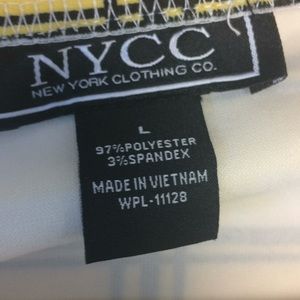 NYCC
NEW YORK CLOTHING CO.
L
97%POLYESTER
3%SPANDEX
MADE IN VIETNAM
WPL-11128